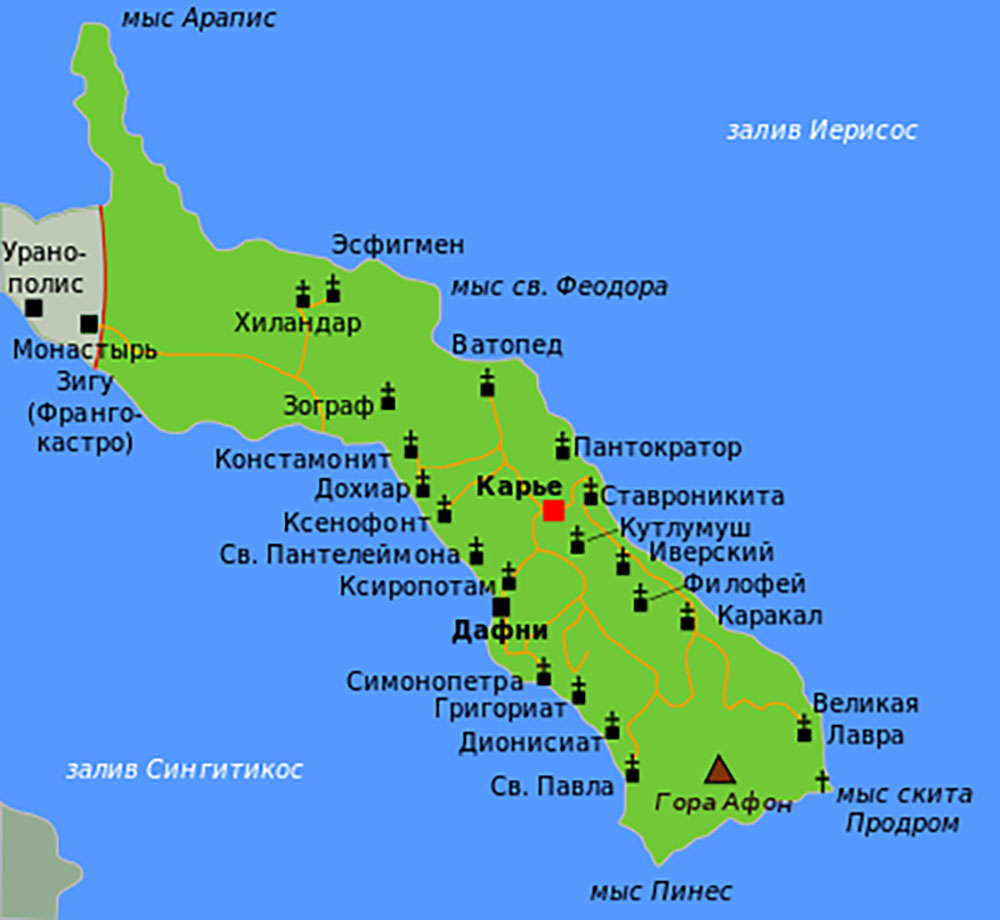 мыс Арапис
залив Иерисос
Эсфигмен
Урано-
полис
мыс св. Феодора
Хиландар
Ватопед
Монастырь
Зигу
(Франго-
кастро)
Зограф
Пантократор
Констамонит
Дохиар
Карье
Ставроникита
Ксенофонт
Кутлумуш
Св. Пантелеймона
Иверский
Ксиропотам
Филофей
Каракал
Дафни
Симонопетра
Григориат
Великая
Лавра
Дионисиат
залив Сингитикос
Св. Павла
Гора Афон
мыс скита
Продром
мыс Пинес